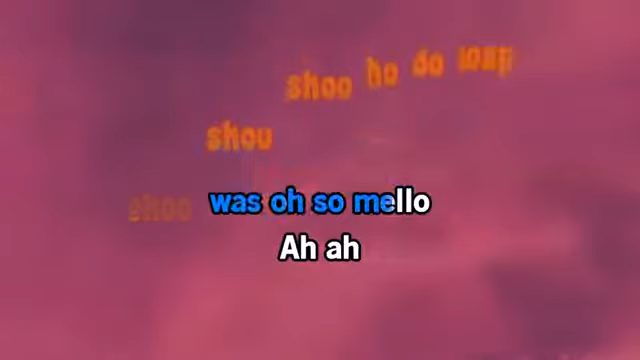 shoo ho do
shou
shoo
was oh so mello
Ah ah